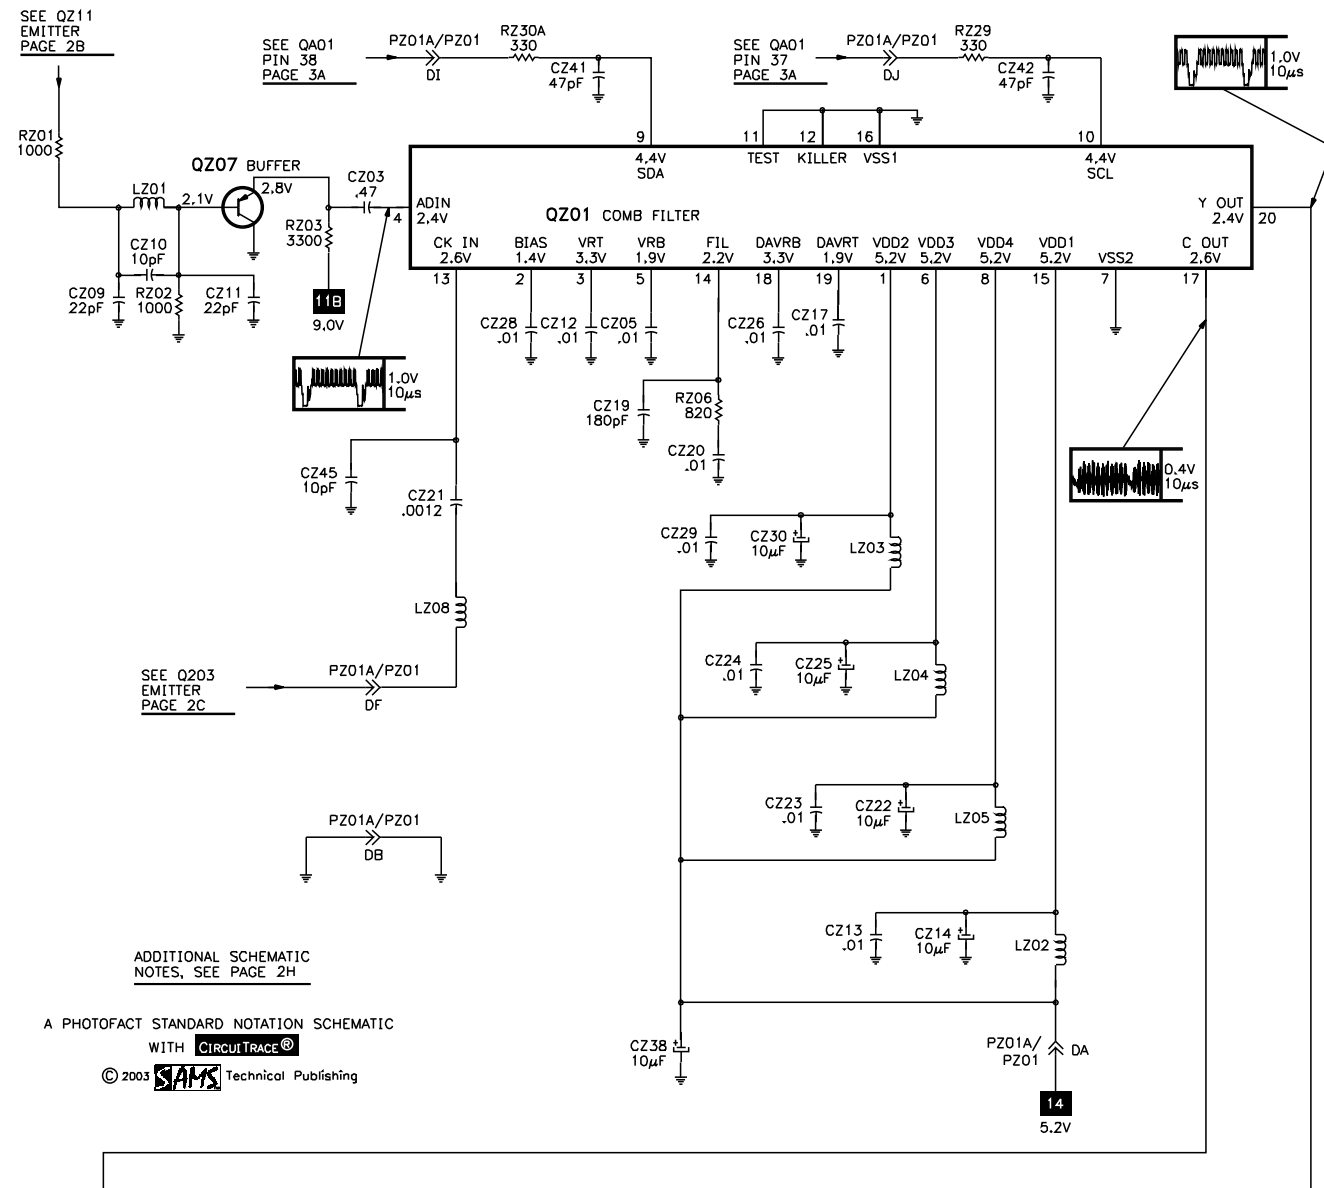 SEE QZ11
EMITTER
PAGE 2B
SEE QA01
PIN 38
PAGE 3A
PZ01A/PZ01
DI
RZ30A
330
CZ41
47pF
SEE QA01
PIN 37
PAGE 3A
PZ01A/PZ01
DJ
RZ29
330
CZ42
47pF
1.0V
10µs
RZ01
1000
QZ07 BUFFER
LZ01
2.1V
2.8V
CZ03
.47
RZ03
3300
CZ10
10pF
CZ09
22pF
RZ02
1000
CZ11
22pF
11B
9.0V
9
4.4V
SDA
11
TEST
12
KILLER
16
VSS1
10
4.4V
SCL
4
ADIN
2.4V
QZ01 COMB FILTER
Y OUT
2.4V
20
CK IN
2.6V
13
BIAS
1.4V
2
VRT
3.3V
3
VRB
1.9V
5
FIL
2.2V
14
DAVRB
3.3V
18
DAVRT
1.9V
19
VDD2
5.2V
1
VDD3
5.2V
6
VDD4
5.2V
8
VDD1
5.2V
15
VSS2
7
C OUT
2.6V
17
CZ28
.01
CZ12
.01
CZ05
.01
CZ26
.01
CZ17
.01
1.0V
10µs
CZ19
180pF
RZ06
820
CZ20
.01
0.4V
10µs
CZ45
10pF
CZ21
.0012
CZ29
.01
CZ30
10µF
LZ03
LZ08
SEE Q203
EMITTER
PAGE 2C
PZ01A/PZ01
DF
CZ24
.01
CZ25
10µF
LZ04
PZ01A/PZ01
DB
CZ23
.01
CZ22
10µF
LZ05
CZ13
.01
CZ14
10µF
LZ02
ADDITIONAL SCHEMATIC
NOTES, SEE PAGE 2H
A PHOTOFACT STANDARD NOTATION SCHEMATIC
WITH CIRCUITRACE®
© 2003 SAMS Technical Publishing
CZ38
10µF
PZ01A/
PZ01
DA
14
5.2V